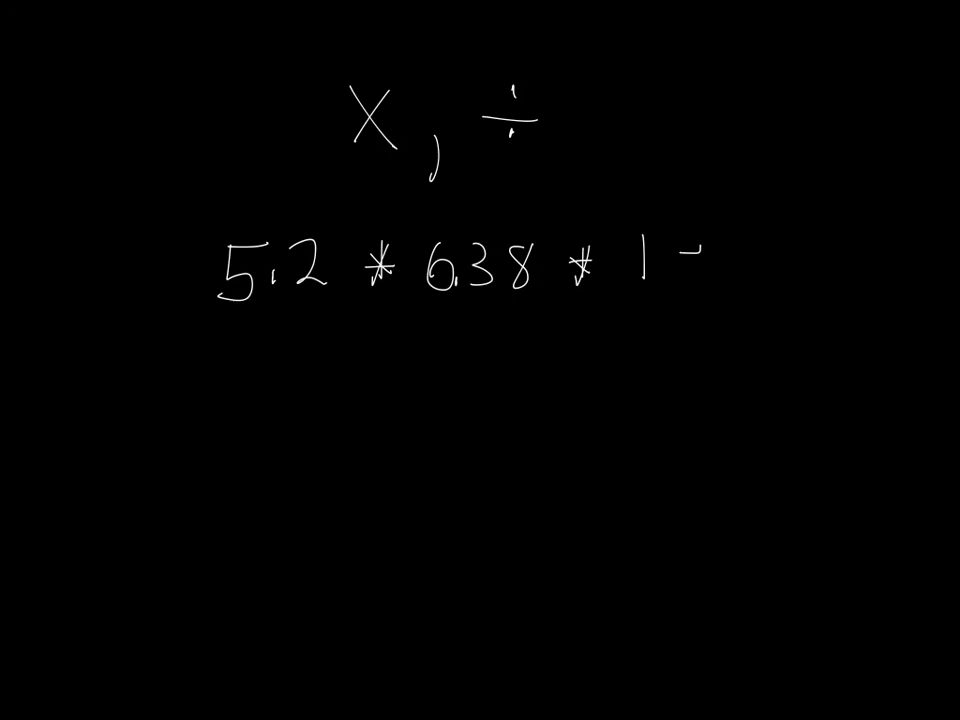 ×, ÷
5.2 * 6.38 * 1